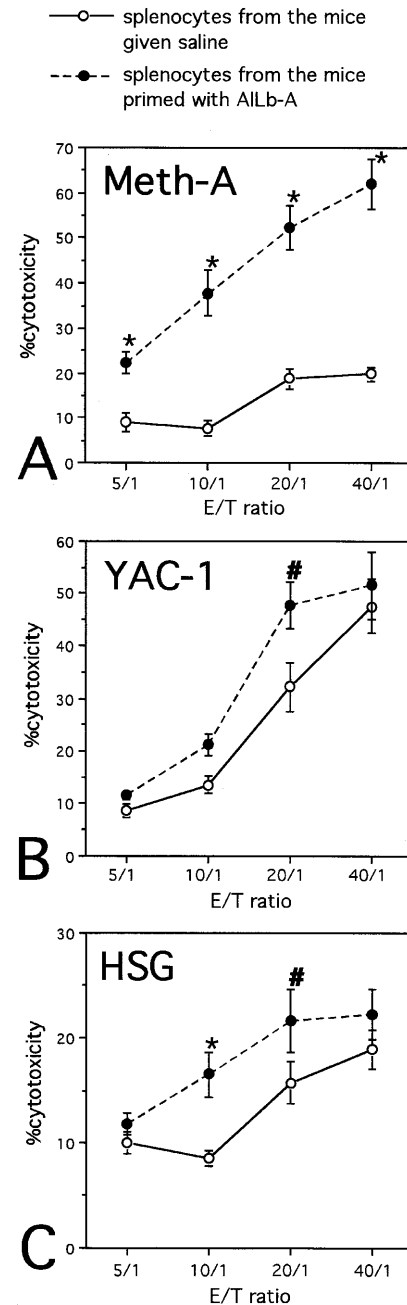 splenocytes from the mice
given saline
splenocytes from the mice
primed with AILb-A
70
60
50
40
30
20
10
0
%cytotoxicity
Meth-A
*
*
*
*
A
5/1 10/1 20/1 40/1
E/T ratio
60
50
40
30
20
10
0
%cytotoxicity
YAC-1
#
B
5/1 10/1 20/1 40/1
E/T ratio
30
20
10
0
%cytotoxicity
HSG
*
#
C
5/1 10/1 20/1 40/1
E/T ratio